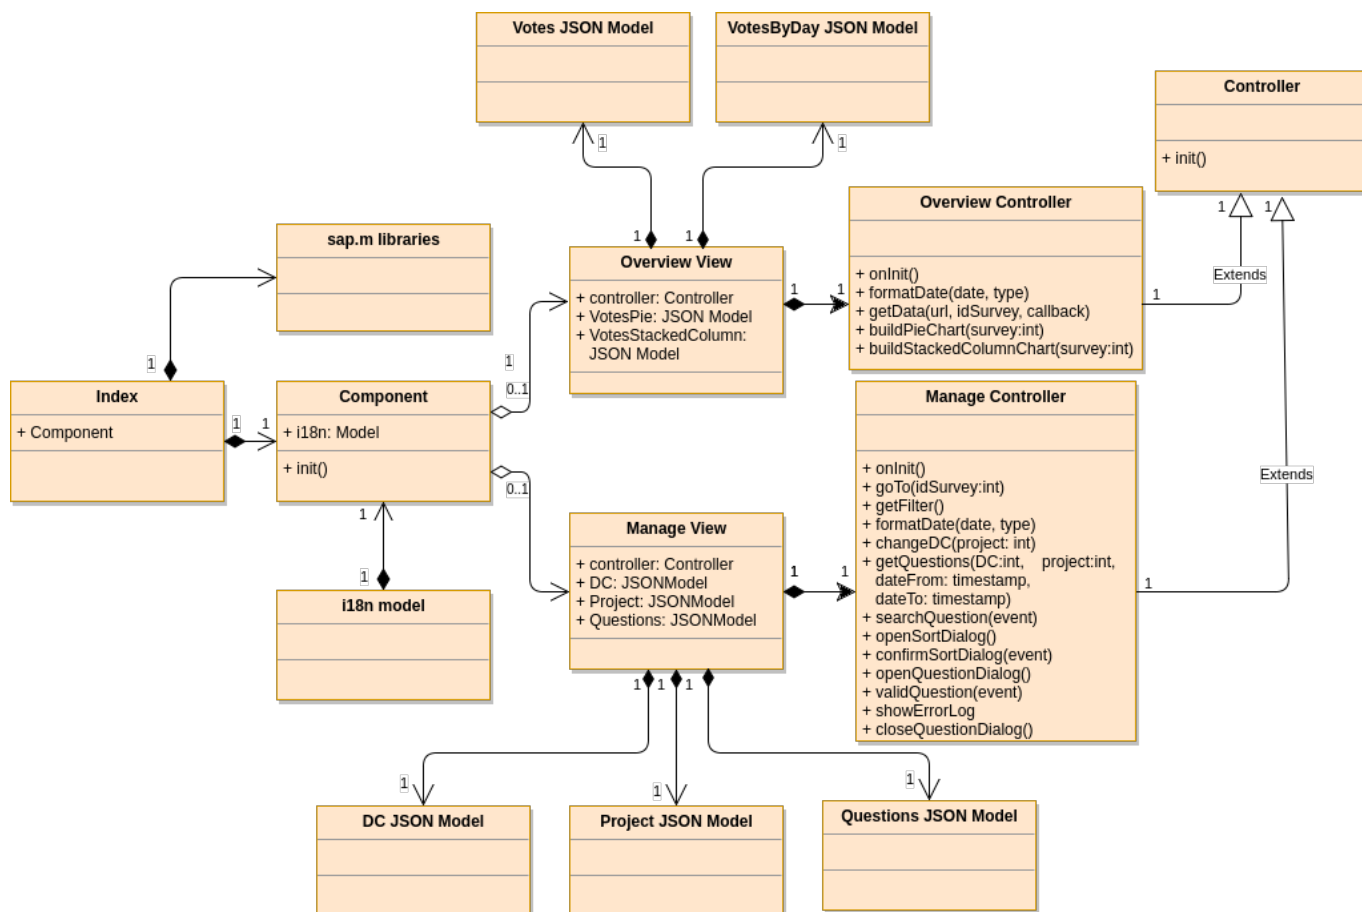 Votes JSON Model
1
VotesByDay JSON Model
1
Controller
+ init()
1
1
sap.m libraries
1
1
1
Overview View
+ controller: Controller
+ VotesPie: JSON Model
+ VotesStackedColumn:
JSON Model
1
1
Overview Controller
+ onInit()
+ formatDate(date, type)
+ getData(url, idSurvey, callback)
+ buildPieChart(survey:int)
+ buildStackedColumnChart(survey:int)
1
Extends
Index
+ Component
1
1
Component
+ i18n: Model
+ init()
1
0..1
0..1
1
1
i18n model
Manage View
+ controller: Controller
+ DC: JSONModel
+ Project: JSONModel
+ Questions: JSONModel
1
1
Manage Controller
+ onInit()
+ goTo(idSurvey:int)
+ getFilter()
+ formatDate(date, type)
+ changeDC(project: int)
+ getQuestions(DC:int, project:int,
dateFrom: timestamp,
dateTo: timestamp)
+ searchQuestion(event)
+ openSortDialog()
+ confirmSortDialog(event)
+ openQuestionDialog()
+ validQuestion(event)
+ showErrorLog
+ closeQuestionDialog()
1
Extends
1
1
1
1
1
1
DC JSON Model
Project JSON Model
Questions JSON Model